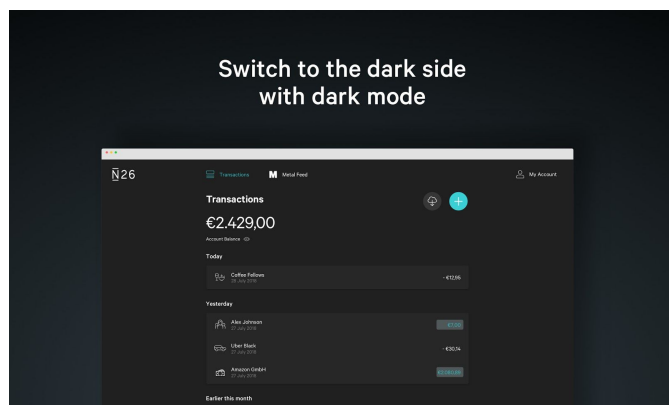 Switch to the dark side
with dark mode
N26
Transactions
Metal Feed
My Account
Transactions
€2.429,00
Account Balance
Today
Coffee Fellows
28 July 2018
- €12,95
Yesterday
Alex Johnson
27 July 2018
Uber Black
27 July 2018
- €30,14
Amazon GmbH
27 July 2018
Earlier this month